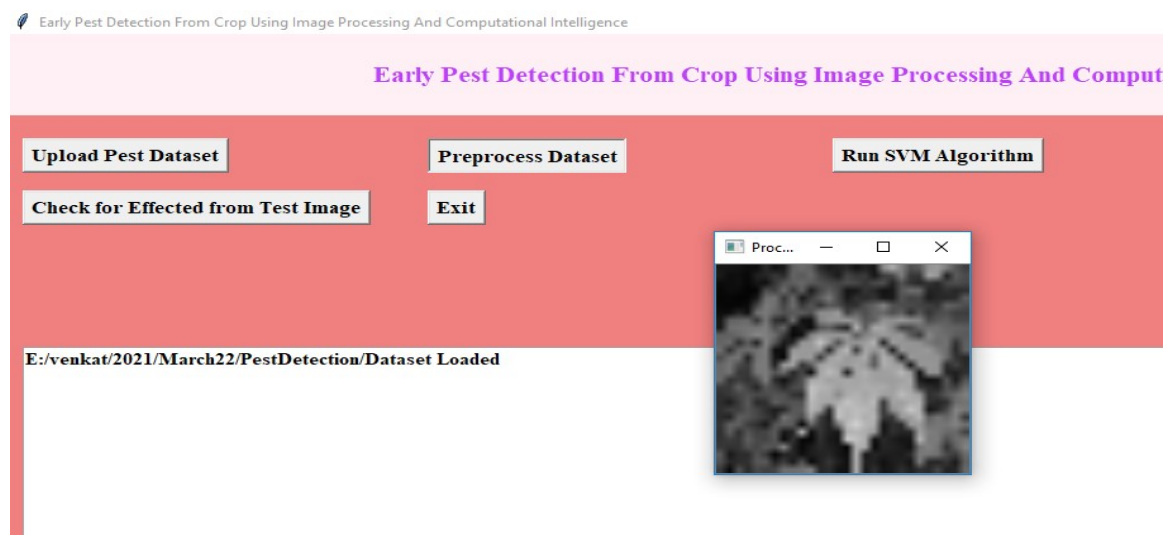 Early Pest Detection From Crop Using Image Processing And Computational Intelligence
Early Pest Detection From Crop Using Image Processing And Comput
Upload Pest Dataset
Preprocess Dataset
Run SVM Algorithm
Check for Effected from Test Image
Exit
Proc...
E:/venkat/2021/March22/PestDetection/Dataset Loaded